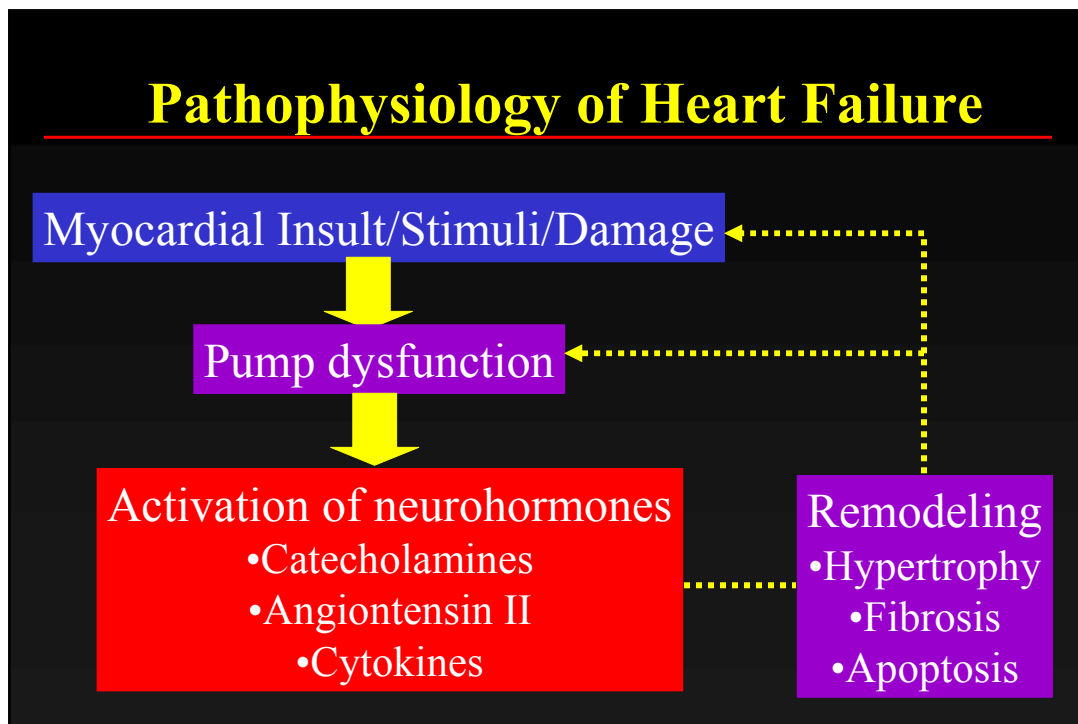 Pathophysiology of Heart Failure
Myocardial Insult/Stimuli/Damage
Pump dysfunction
Activation of neurohormones
•Catecholamines
•Angiontensin II
•Cytokines
Remodeling
•Hypertrophy
•Fibrosis
•Apoptosis